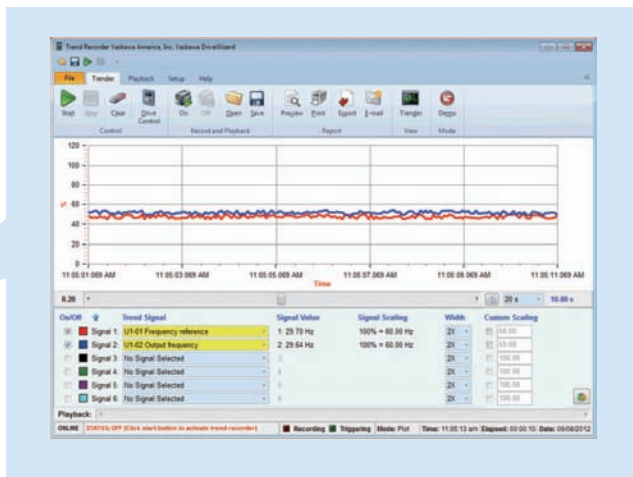 Trend Recorder Yaskawa America, Inc. Yaskawa DriveWizard
File Trender Playback Setup Help
Start Stop Clear Drive Control On Off Open Save Preview Print Export E-mail Trender Demo
Control Record and Playback Report View Mode
120
100
80
%
60
40
20
0
11:05:01:069 AM 11:05:03:069 AM 11:05:05:069 AM 11:05:07:069 AM 11:05:09:069 AM 11:05:11:069 AM
Time
0.20 20 s 10.00 s
On/Off Trend Signal Signal Value Signal Scaling Width Custom Scaling
Signal 1: U1-01 Frequency reference 1: 29.70 Hz 100% = 60.00 Hz 2X 60.00
Signal 2: U1-02 Output frequency 2: 29.64 Hz 100% = 60.00 Hz 2X 60.00
Signal 3: No Signal Selected 3 2X 100.00
Signal 4: No Signal Selected 4 2X 100.00
Signal 5: No Signal Selected 2X 100.00
Signal 6: No Signal Selected 2X 100.00
Playback:
ONLINE STATUS: OFF (Click start button to activate trend recorder) Recording Triggering Mode: Plot Time: 11:05:13 am Elapsed: 00:00:10 Date: 05/08/2012